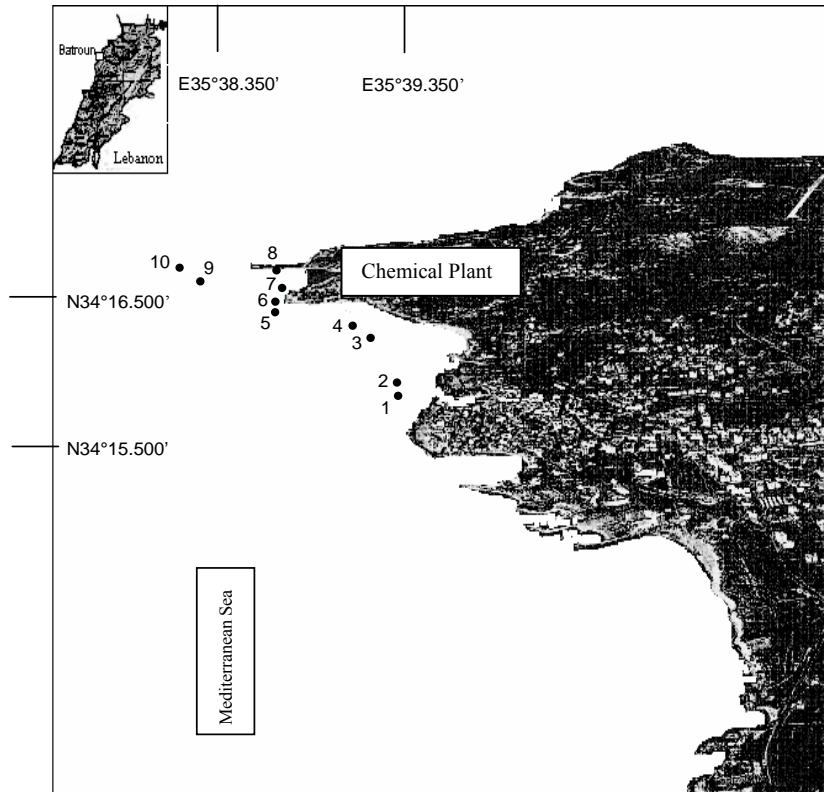 Batroun
Lebanon
E35°38.350’
E35°39.350’
10
9
8
Chemical Plant
7
N34°16.500’
6
5
4
3
2
1
N34°15.500’
Mediterranean Sea